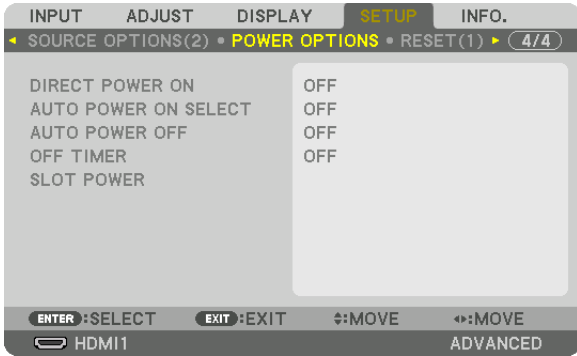 INPUT ADJUST DISPLAY SETUP INFO.
◄ SOURCE OPTIONS(2) • POWER OPTIONS • RESET(1) ► 4/4
DIRECT POWER ON OFF
AUTO POWER ON SELECT OFF
AUTO POWER OFF OFF
OFF TIMER OFF
SLOT POWER
ENTER :SELECT EXIT :EXIT ♦:MOVE ◄►:MOVE
HDMI1 ADVANCED